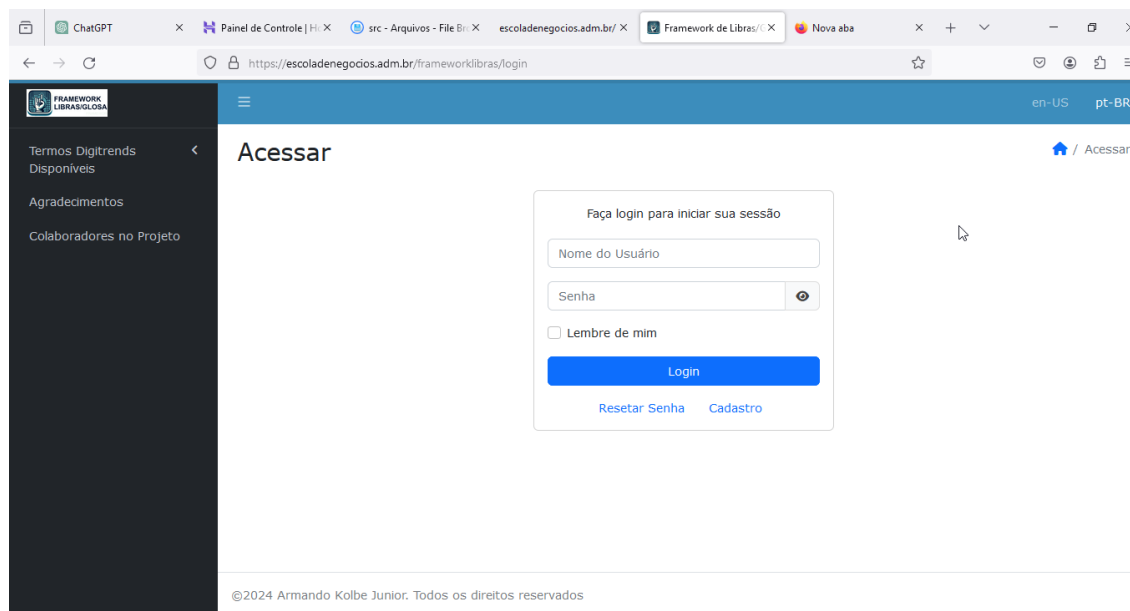 ChatGPT
Painel de Controle | Ho
src - Arquivos - File Bro
escoladenegocios.adm.br/
Framework de Libras/G
Nova aba
https://escoladenegocios.adm.br/frameworklibras/login
FRAMEWORK
LIBRAS/GLOSA
en-US pt-BR
Termos Digitrends
Disponíveis
Agradecimentos
Colaboradores no Projeto
Acessar
/ Acessar
Faça login para iniciar sua sessão
Nome do Usuário
Senha
Lembre de mim
Login
Resetar Senha Cadastro
©2024 Armando Kolbe Junior. Todos os direitos reservados